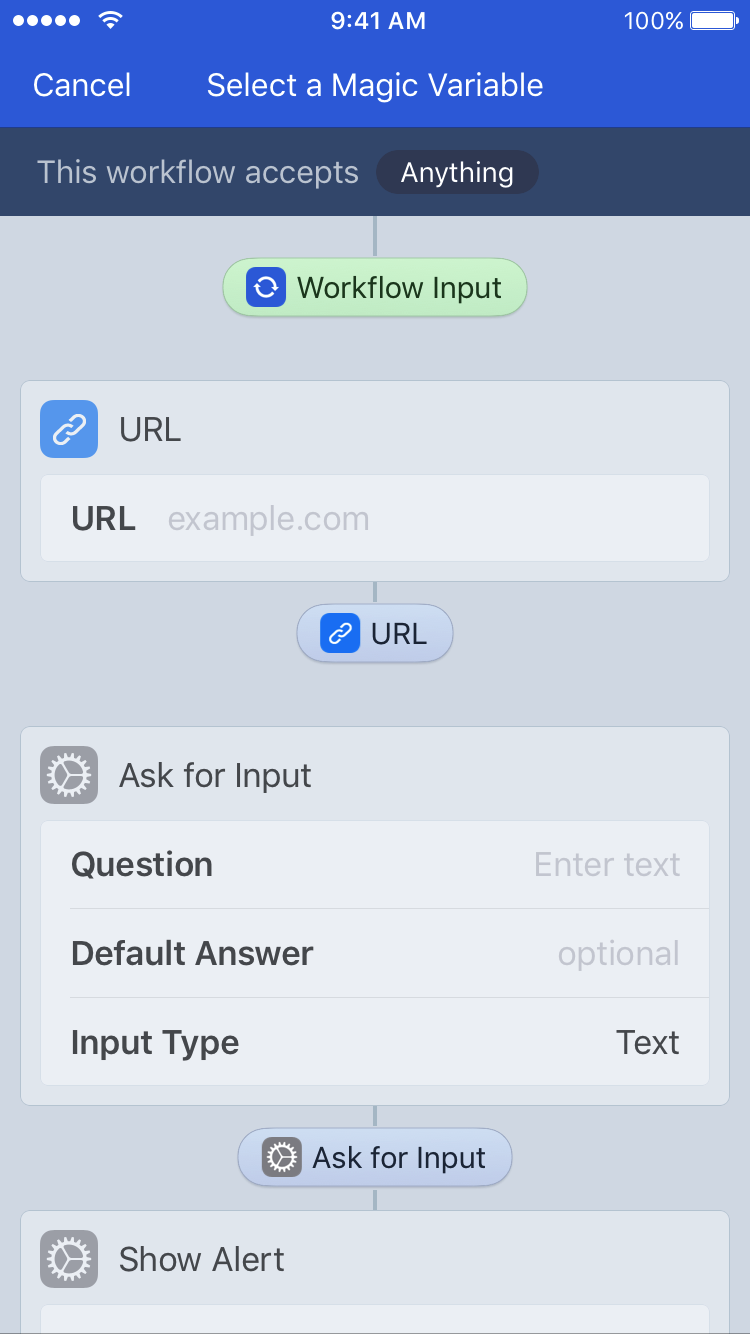 9:41 AM 100%
Cancel Select a Magic Variable
This workflow accepts Anything
Workflow Input
URL
URL example.com
URL
Ask for Input
Question Enter text
Default Answer optional
Input Type Text
Ask for Input
Show Alert